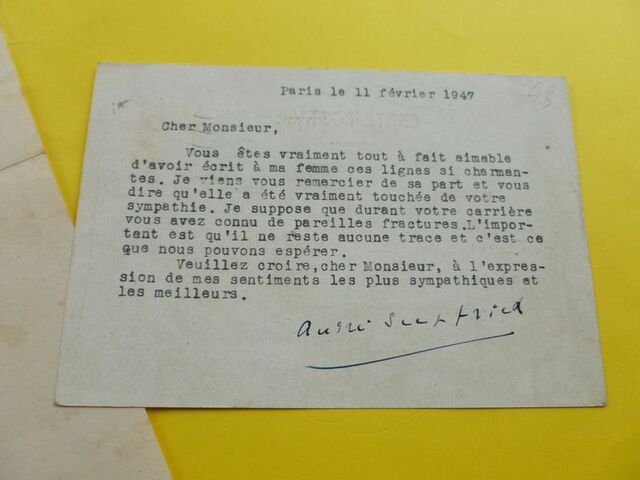 Paris le 11 février 1947
Cher Monsieur,
Vous êtes vraiment tout à fait aimable
d'avoir écrit à ma femme ces lignes si charman-
tes. Je viens vous remercier de sa part et vous
dire qu'elle a été vraiment touchée de votre
sympathie. Je suppose que durant votre carrière
vous avez connu de pareilles fractures.L'impor-
tant est qu'il ne reste aucune trace et c'est ce
que nous pouvons espérer.
Veuillez croire,cher Monsieur, à l'expres-
sion de mes sentiments les plus sympathiques et
les meilleurs.
André Siegfried